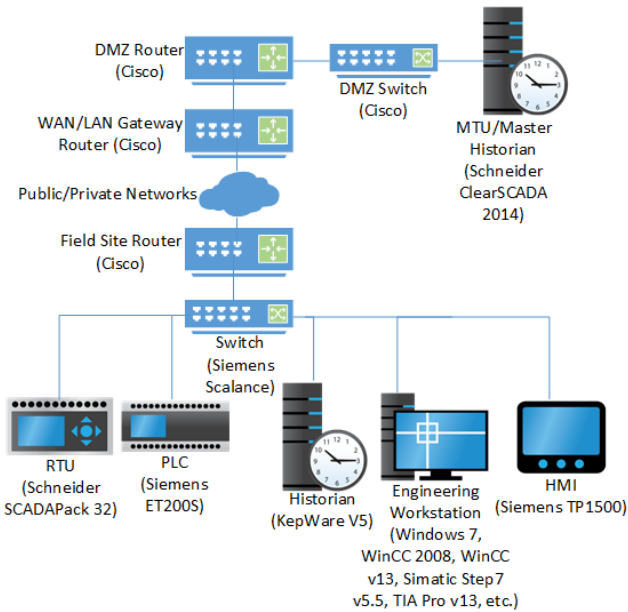 DMZ Router
(Cisco)
DMZ Switch
(Cisco)
MTU/Master
Historian
(Schneider
ClearSCADA
2014)
WAN/LAN Gateway
Router (Cisco)
Public/Private Networks
Field Site Router
(Cisco)
Switch
(Siemens
Scalance)
RTU
(Schneider
SCADAPack 32)
PLC
(Siemens
ET200S)
Historian
(KepWare V5)
Engineering
Workstation
(Windows 7,
WinCC 2008, WinCC
v13, Simatic Step7
v5.5, TIA Pro v13, etc.)
HMI
(Siemens TP1500)